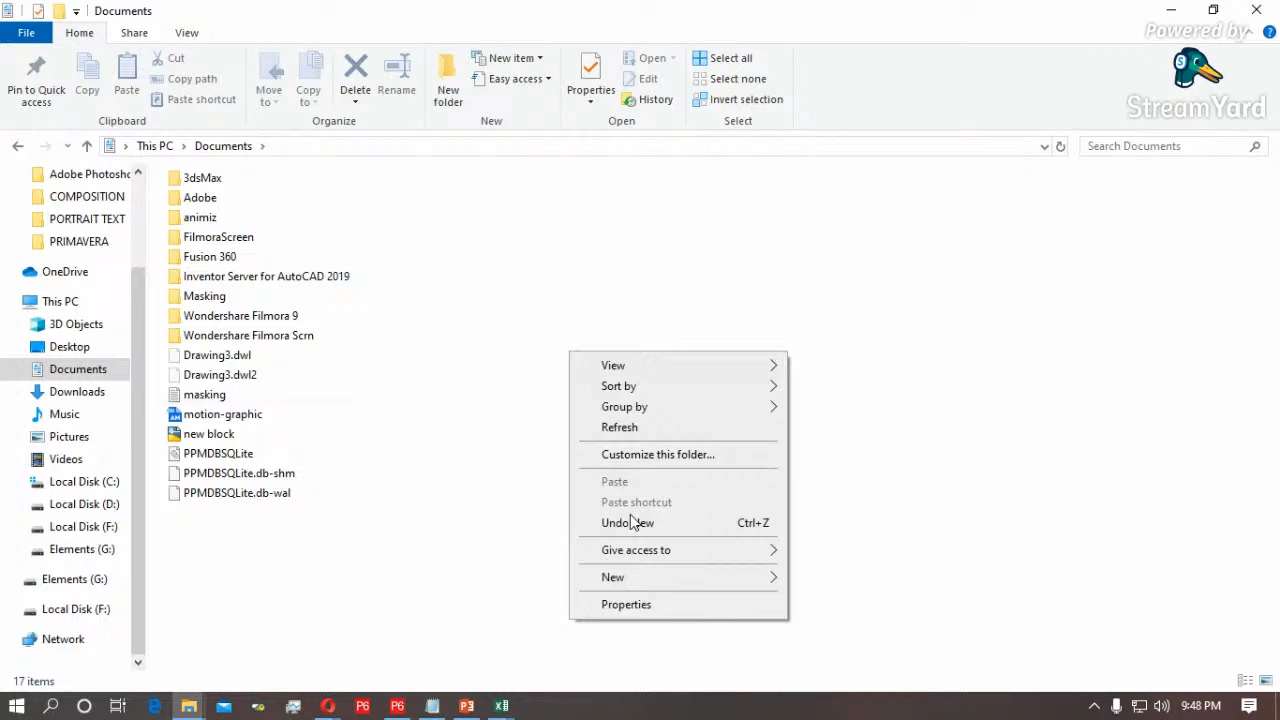 Documents
Powered by
StreamYard
File Home Share View
Pin to Quick access
Copy
Paste
Cut
Copy path
Paste shortcut
Clipboard
Move to
Copy to
Delete
Rename
Organize
New folder
New item
Easy access
New
Properties
Open
Edit
History
Open
Select all
Select none
Invert selection
Select
This PC Documents
Search Documents
Adobe Photosho
COMPOSITION
PORTRAIT TEXT
PRIMAVERA
OneDrive
This PC
3D Objects
Desktop
Documents
Downloads
Music
Pictures
Videos
Local Disk (C:)
Local Disk (D:)
Local Disk (F:)
Elements (G:)
Elements (G:)
Local Disk (F:)
Network
3dsMax
Adobe
animiz
FilmoraScreen
Fusion 360
Inventor Server for AutoCAD 2019
Masking
Wondershare Filmora 9
Wondershare Filmora Scrn
Drawing3.dwl
Drawing3.dwl2
masking
motion-graphic
new block
PPMDBSQLite
PPMDBSQLite.db-shm
PPMDBSQLite.db-wal
View
Sort by
Group by
Refresh
Customize this folder...
Paste
Paste shortcut
Undo New Ctrl+Z
Give access to
New
Properties
17 items
P6 P6
9:48 PM